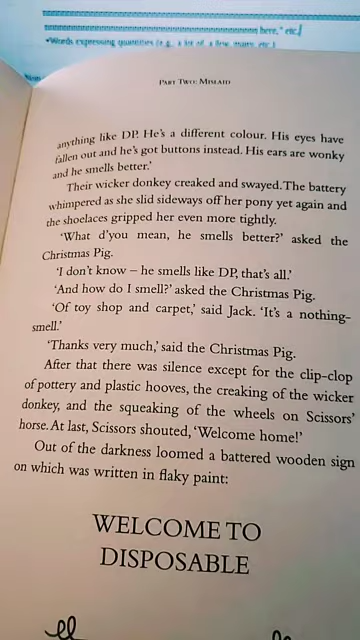 here," etc.
•Words expressing quantities (e.g., a lot of, a few, many, etc.)
PART TWO: MISLAID
anything like DP. He's a different colour. His eyes have
fallen out and he's got buttons instead. His ears are wonky
and he smells better.'
Their wicker donkey creaked and swayed. The battery
whimpered as she slid sideways off her pony yet again and
the shoelaces gripped her even more tightly.
'What d'you mean, he smells better?' asked the
Christmas Pig.
'I don't know – he smells like DP, that's all.'
'And how do I smell?' asked the Christmas Pig.
'Of toy shop and carpet,' said Jack. 'It's a nothing-
smell.'
'Thanks very much,' said the Christmas Pig.
After that there was silence except for the clip-clop
of pottery and plastic hooves, the creaking of the wicker
donkey, and the squeaking of the wheels on Scissors'
horse. At last, Scissors shouted, 'Welcome home!'
Out of the darkness loomed a battered wooden sign
on which was written in flaky paint:
WELCOME TO
DISPOSABLE